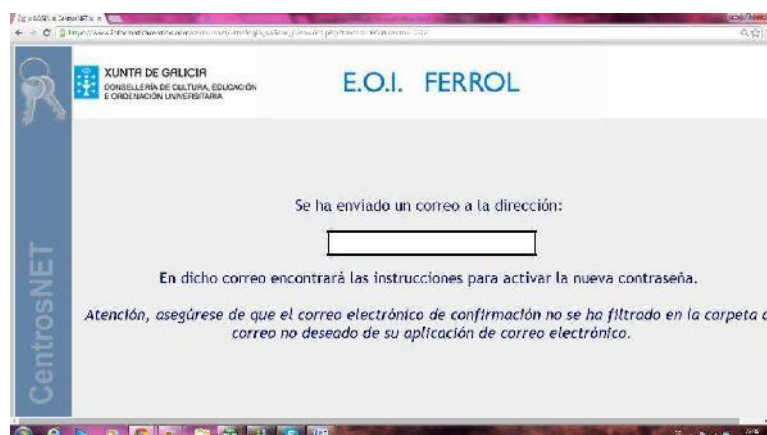 XUNTA DE GALICIA
CONSELLERÍA DE CULTURA, EDUCACIÓN
E ORDENACIÓN UNIVERSITARIA
E.O.I. FERROL
Se ha enviado un correo a la dirección:
En dicho correo encontrará las instrucciones para activar la nueva contraseña.
Atención, asegúrese de que el correo electrónico de confirmación no se ha filtrado en la carpeta
correo no deseado de su aplicación de correo electrónico.
CentrosNET